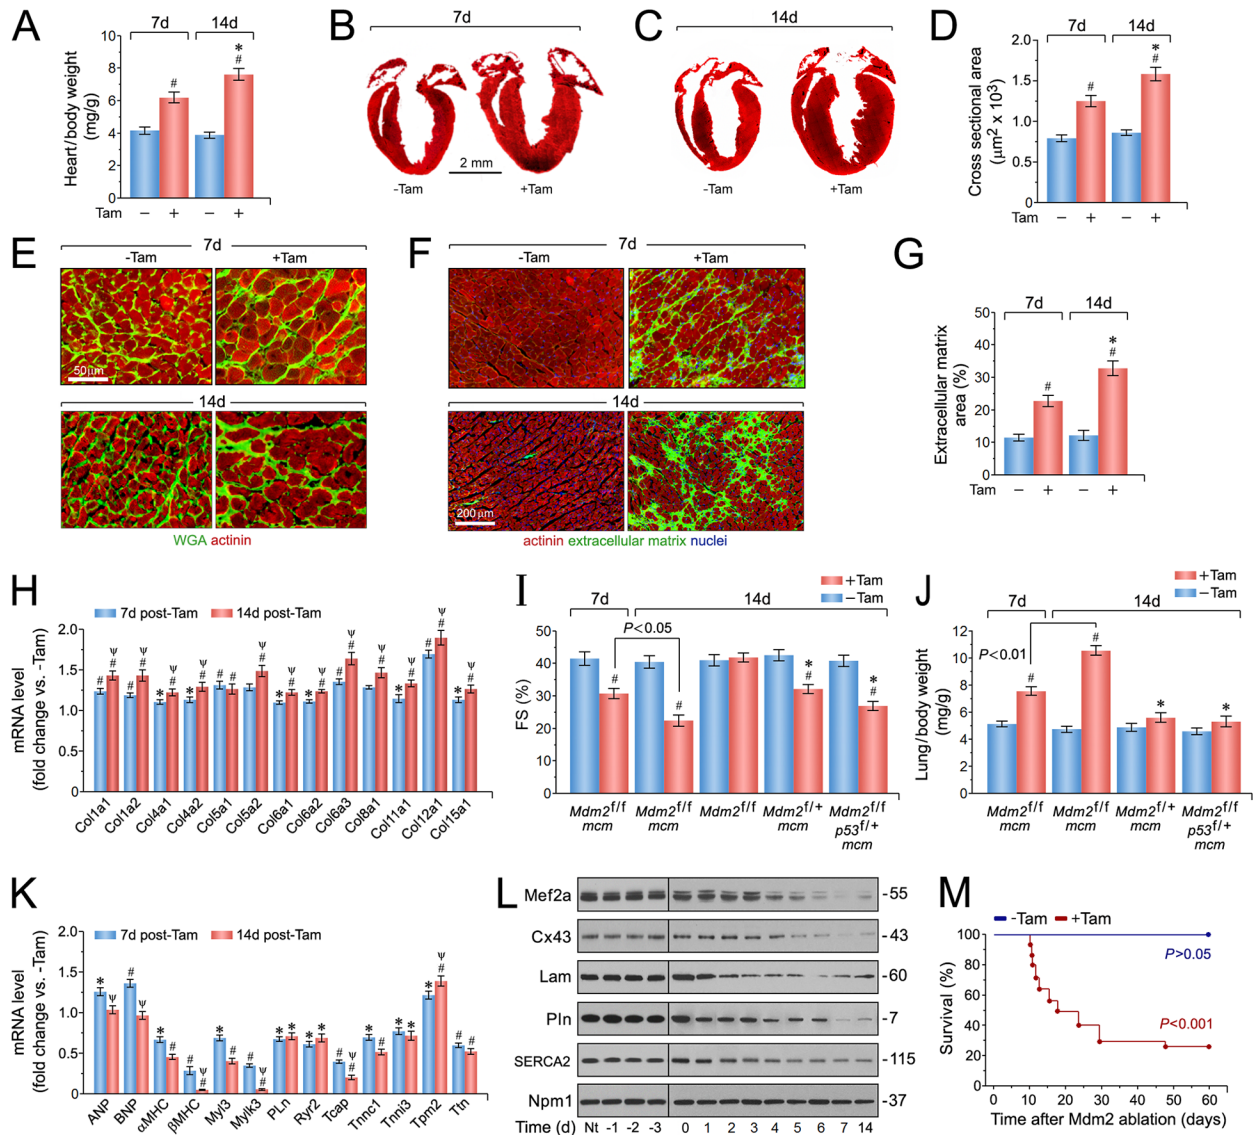 A
7d 14d
Heart/body weight
(mg/g)
10
8
6
4
2
0
#
*
#
Tam − + − +
B
7d
-Tam
2 mm
+Tam
C
14d
-Tam
+Tam
D
7d 14d
Cross sectional area
(μm2 x 10³)
2.0
1.5
1.0
0.5
0
#
*
#
Tam − + − +
E
7d
-Tam +Tam
50 μm
14d
WGA actinin
F
7d
-Tam +Tam
14d
200 μm
actinin extracellular matrix nuclei
G
7d 14d
Extracellular matrix
area (%)
50
40
30
20
10
0
#
*
#
Tam − + − +
H
7d post-Tam 14d post-Tam
mRNA level
(fold change vs. -Tam)
2.0
1.5
1.0
0.5
0
# ψ # # ψ # * ψ # * ψ # # # # ψ # * ψ # * ψ # # ψ # ψ # * ψ # # ψ # * ψ #
Col1a1 Col1a2 Col4a1 Col4a2 Col5a1 Col5a2 Col6a1 Col6a2 Col6a3 Col8a1 Col11a1 Col12a1 Col15a1
I
+Tam
−Tam
7d 14d
FS (%)
50
40
30
20
10
0
P<0.05
#
#
*
#
*
#
Mdm2f/f Mdm2f/f Mdm2f/f Mdm2f/+ Mdm2f/f
mcm mcm mcm p53f/+
mcm
J
+Tam
−Tam
7d 14d
Lung/body weight
(mg/g)
12
10
8
6
4
2
0
P<0.01
#
#
*
*
Mdm2f/f Mdm2f/f Mdm2f/+ Mdm2f/f
mcm mcm mcm p53f/+
mcm
K
7d post-Tam 14d post-Tam
mRNA level
(fold change vs. -Tam)
2.0
1.5
1.0
0.5
0
* ψ # ψ * # # ψ # * # # ψ # * * * * # ψ # * # * * * ψ # # #
ANP BNP αMHC βMHC Myl3 Mylk3 PLn Ryr2 Tcap Tnnc1 Tnni3 Tpm2 Ttn
L
Mef2a -55
Cx43 -43
Lam -60
Pln -7
SERCA2 -115
Npm1 -37
Time (d) Nt -1 -2 -3 0 1 2 3 4 5 6 7 14
M
-Tam +Tam
Survival (%)
100
80
60
40
20
0
P>0.05
P<0.001
0 10 20 30 40 50 60
Time after Mdm2 ablation (days)